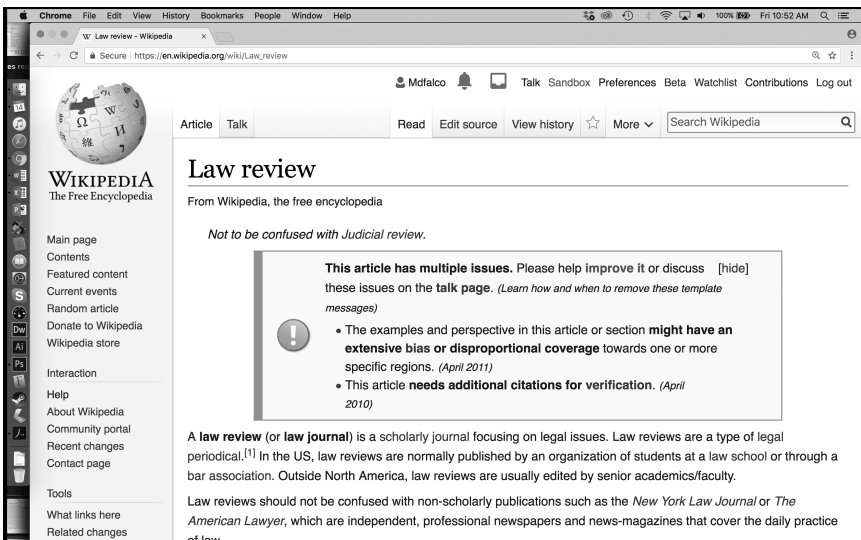 Chrome File Edit View History Bookmarks People Window Help 100% Fri 10:52 AM
W Law review - Wikipedia ×
Secure https://en.wikipedia.org/wiki/Law_review
es rec
Mdfalco Talk Sandbox Preferences Beta Watchlist Contributions Log out
Article Talk Read Edit source View history More Search Wikipedia
WIKIPEDIA
The Free Encyclopedia
Main page
Contents
Featured content
Current events
Random article
Donate to Wikipedia
Wikipedia store
Interaction
Help
About Wikipedia
Community portal
Recent changes
Contact page
Tools
What links here
Related changes
Law review
From Wikipedia, the free encyclopedia
Not to be confused with Judicial review.
This article has multiple issues. Please help improve it or discuss [hide]
these issues on the talk page. (Learn how and when to remove these template
messages)
• The examples and perspective in this article or section might have an
extensive bias or disproportional coverage towards one or more
specific regions. (April 2011)
• This article needs additional citations for verification. (April
2010)
A law review (or law journal) is a scholarly journal focusing on legal issues. Law reviews are a type of legal
periodical.[1] In the US, law reviews are normally published by an organization of students at a law school or through a
bar association. Outside North America, law reviews are usually edited by senior academics/faculty.
Law reviews should not be confused with non-scholarly publications such as the New York Law Journal or The
American Lawyer, which are independent, professional newspapers and news-magazines that cover the daily practice
of law
14
S
Dw
Ai
Ps